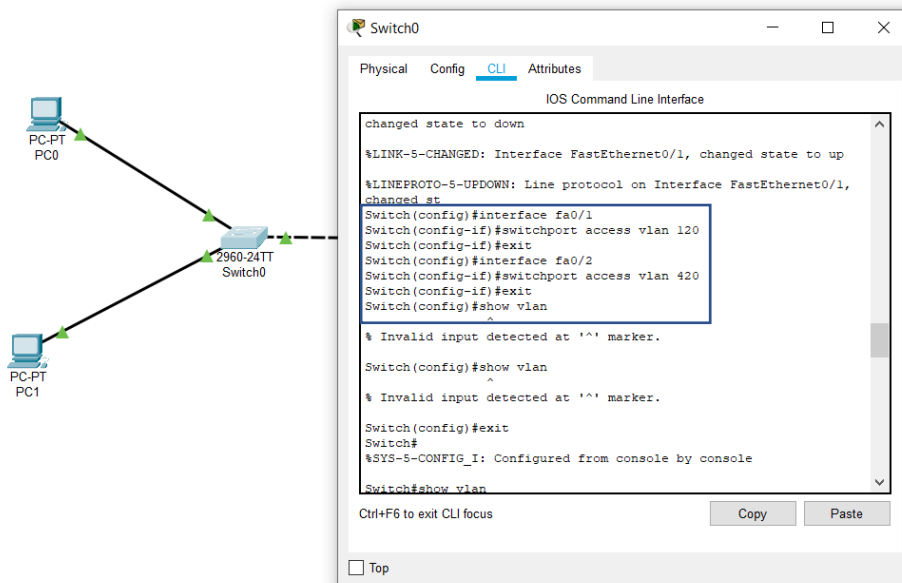 PC-PT
PC0
2960-24TT
Switch0
PC-PT
PC1
Switch0
Physical Config CLI Attributes
IOS Command Line Interface
changed state to down
%LINK-5-CHANGED: Interface FastEthernet0/1, changed state to up
%LINEPROTO-5-UPDOWN: Line protocol on Interface FastEthernet0/1,
changed st
Switch(config)#interface fa0/1
Switch(config-if)#switchport access vlan 120
Switch(config-if)#exit
Switch(config)#interface fa0/2
Switch(config-if)#switchport access vlan 420
Switch(config-if)#exit
Switch(config)#show vlan
^
% Invalid input detected at '^' marker.
Switch(config)#show vlan
^
% Invalid input detected at '^' marker.
Switch(config)#exit
Switch#
%SYS-5-CONFIG_I: Configured from console by console
Switch#show vlan
Ctrl+F6 to exit CLI focus
Copy
Paste
Top